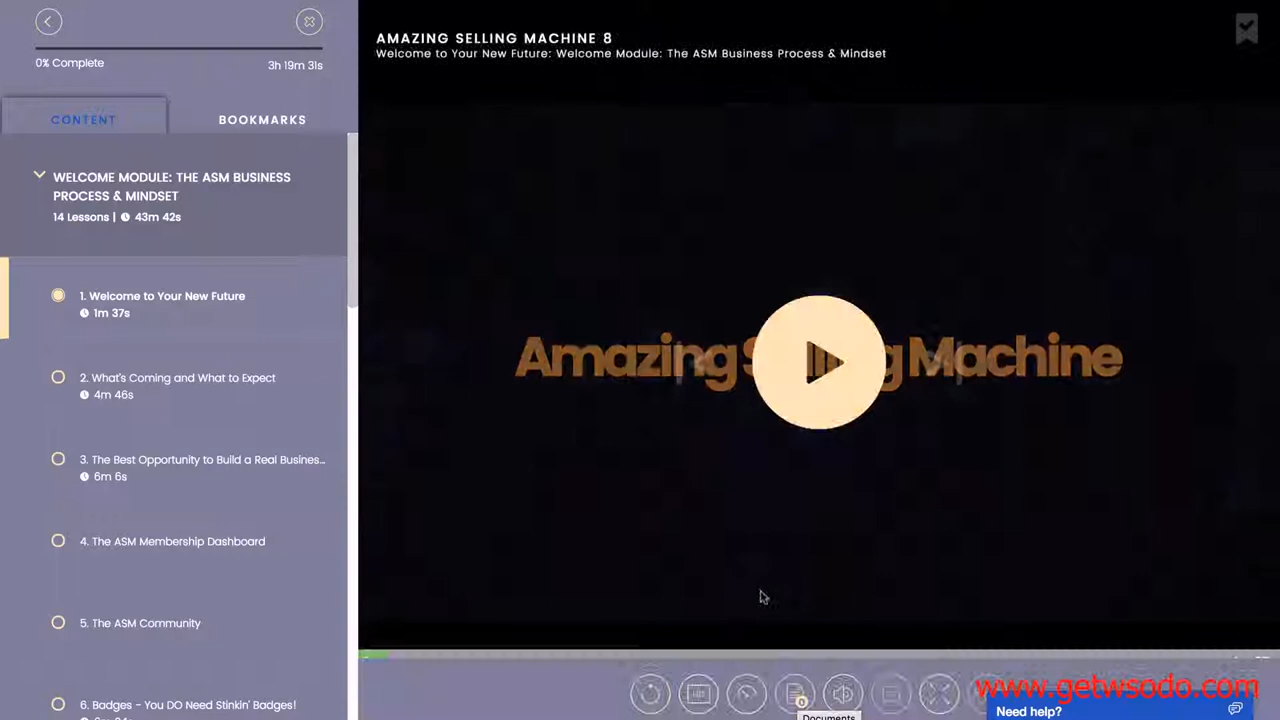 0% Complete
3h 19m 31s
CONTENT
BOOKMARKS
WELCOME MODULE: THE ASM BUSINESS
PROCESS & MINDSET
14 Lessons | 43m 42s
1. Welcome to Your New Future
1m 37s
2. What's Coming and What to Expect
4m 46s
3. The Best Opportunity to Build a Real Busines...
6m 6s
4. The ASM Membership Dashboard
5. The ASM Community
6. Badges - You DO Need Stinkin' Badges!
AMAZING SELLING MACHINE 8
Welcome to Your New Future: Welcome Module: The ASM Business Process & Mindset
Amazing Selling Machine
0
Documents
www.getwsodo.com
Need help?